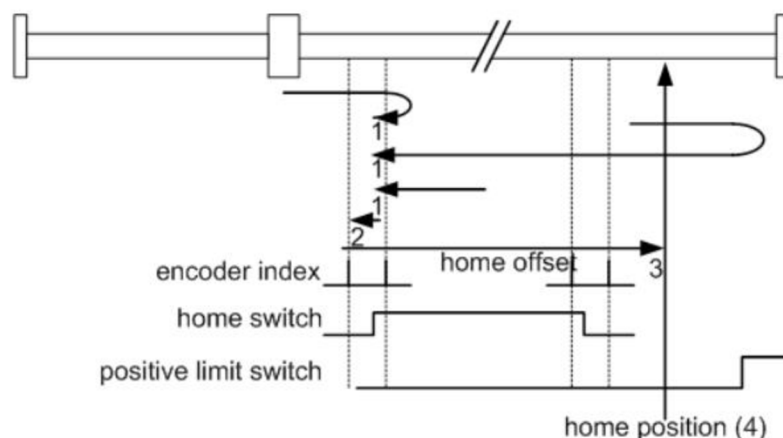 1
1
1
2
home offset
3
encoder index
home switch
positive limit switch
home position (4)